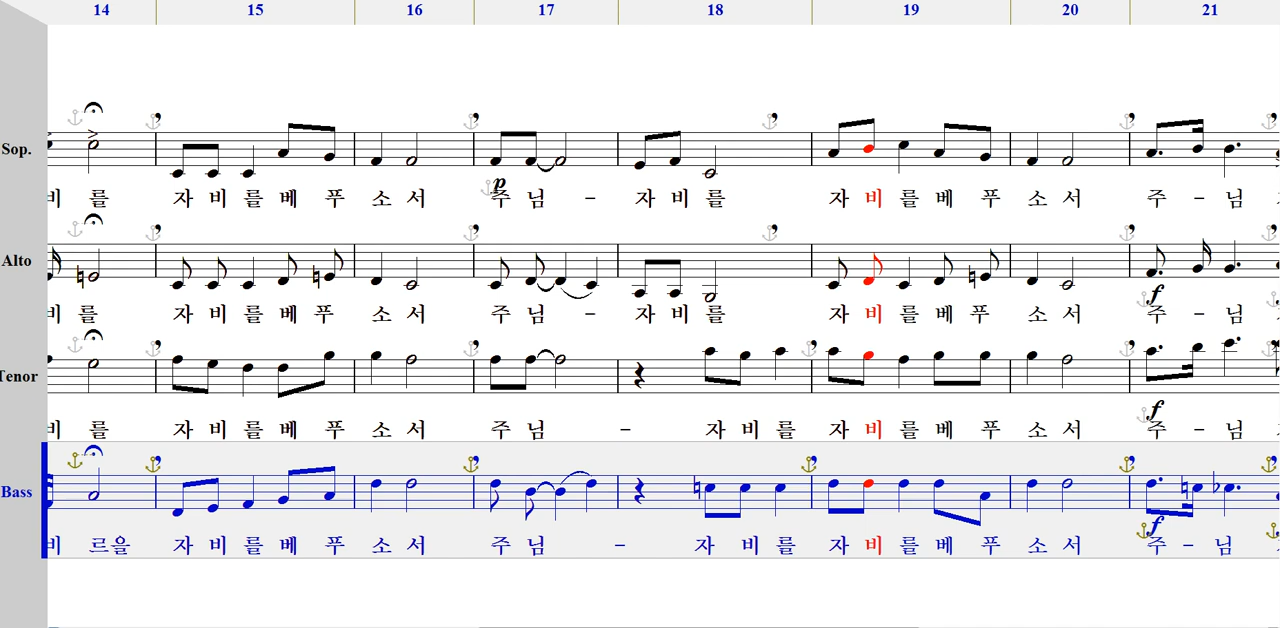 14 15 16 17 18 19 20 21
Sop.
p
비 를 자 비 를 베 푸 소 서 주 님 - 자 비 를 자 비 를 베 푸 소 서 주 - 님
Alto
f
비 를 자 비 를 베 푸 소 서 주 님 - 자 비 를 자 비 를 베 푸 소 서 주 - 님
Tenor
f
비 를 자 비 를 베 푸 소 서 주 님 - 자 비 를 자 비 를 베 푸 소 서 주 - 님
Bass
f
비 르을 자 비 를 베 푸 소 서 주 님 - 자 비 를 자 비 를 베 푸 소 서 주 - 님